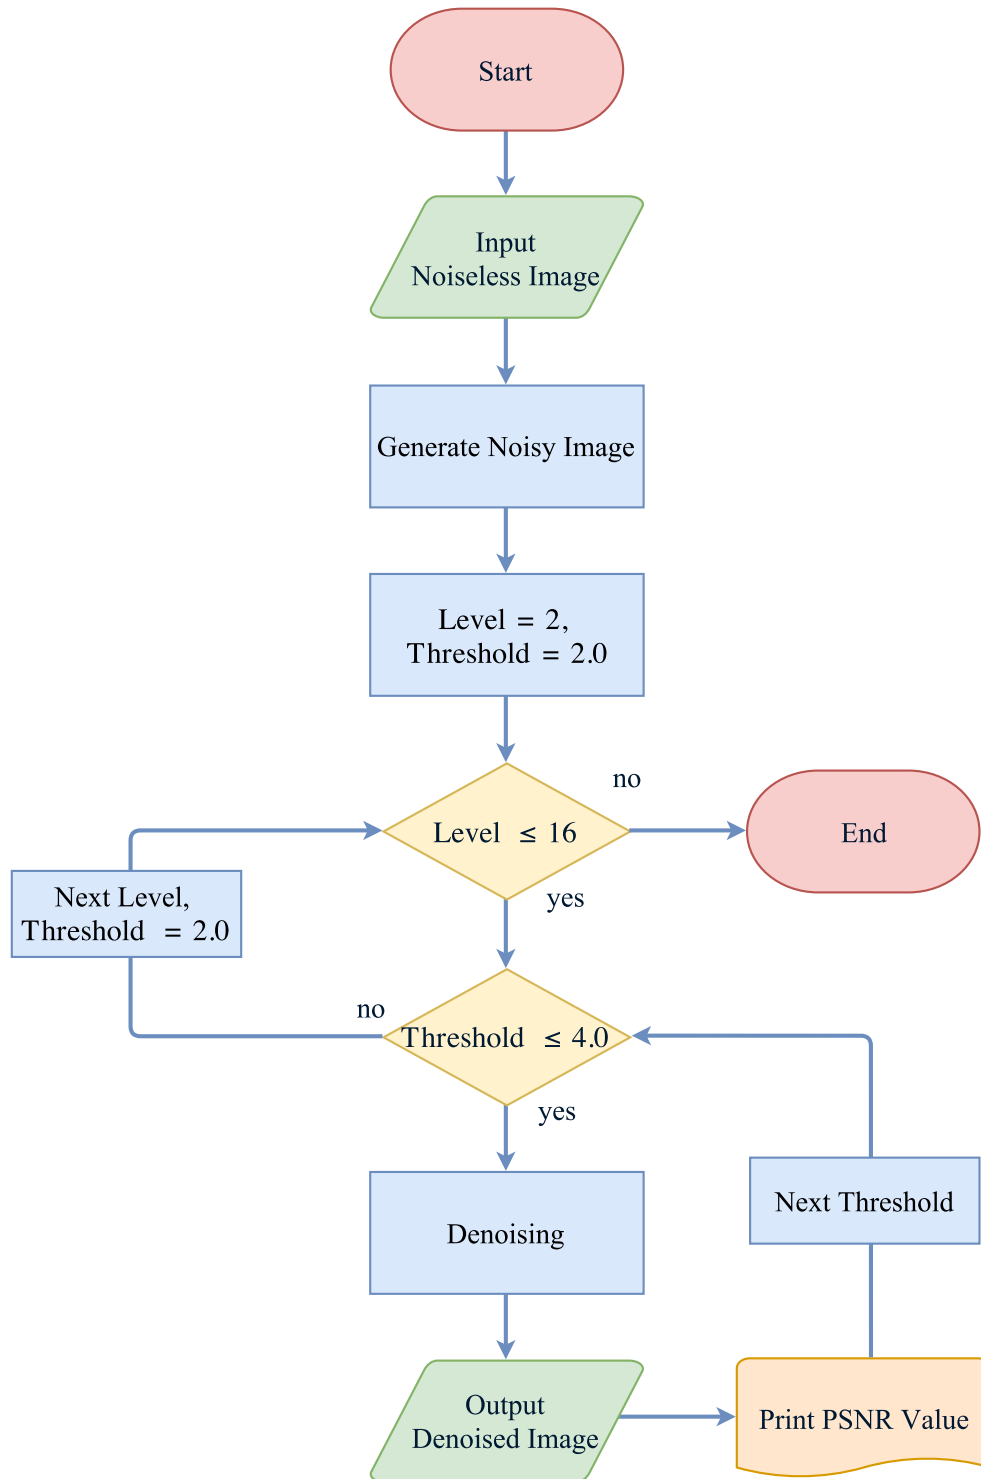 Start
Input
Noiseless Image
Generate Noisy Image
Level = 2,
Threshold = 2.0
no
Level ≤ 16
End
yes
Next Level,
Threshold = 2.0
no
Threshold ≤ 4.0
yes
Next Threshold
Denoising
Output
Denoised Image
Print PSNR Value